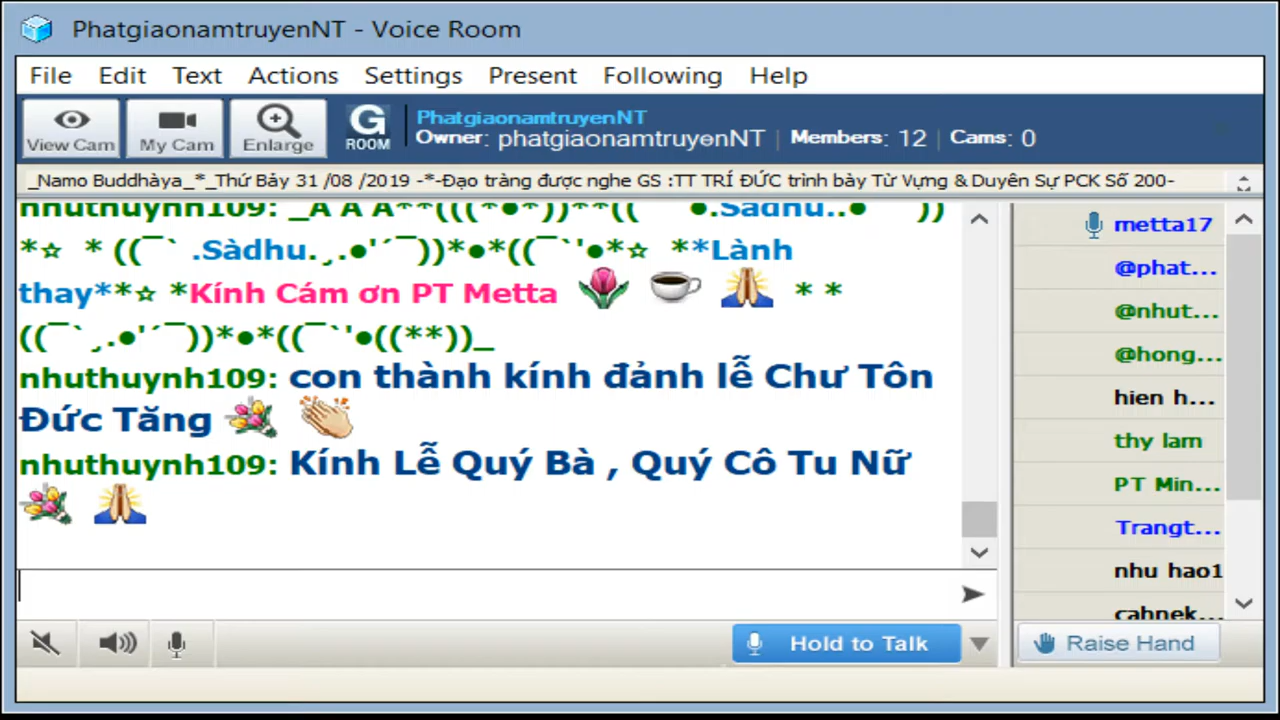 PhatgiaonamtruyenNT - Voice Room
File Edit Text Actions Settings Present Following Help
View Cam My Cam Enlarge G ROOM
PhatgiaonamtruyenNT
Owner: phatgiaonamtruyenNT | Members: 12 | Cams: 0
_Namo Buddhàya_*_Thứ Bảy 31 /08 /2019 -*-Đạo tràng được nghe GS :TT TRÍ ĐỨC trình bày Từ Vựng & Duyên Sự PCK Số 200-
nhuthuynh109: _A A A**(((*●*))**((¨¨●.Sadhu..●¨¨))
*☆ * ((¯` .Sàdhu.¸.●'´¯))*●*((¯`'●*☆ **Lành
thay**☆ *Kính Cám ơn PT Metta * *
((¯`¸.●'´¯))*●*((¯`'●((**))_
nhuthuynh109: con thành kính đảnh lễ Chư Tôn
Đức Tăng
nhuthuynh109: Kính Lễ Quý Bà , Quý Cô Tu Nữ
metta17
@phat...
@nhut...
@hong...
hien h...
thy lam
PT Min...
Trangt...
nhu hao1
cahnek...
Hold to Talk
Raise Hand